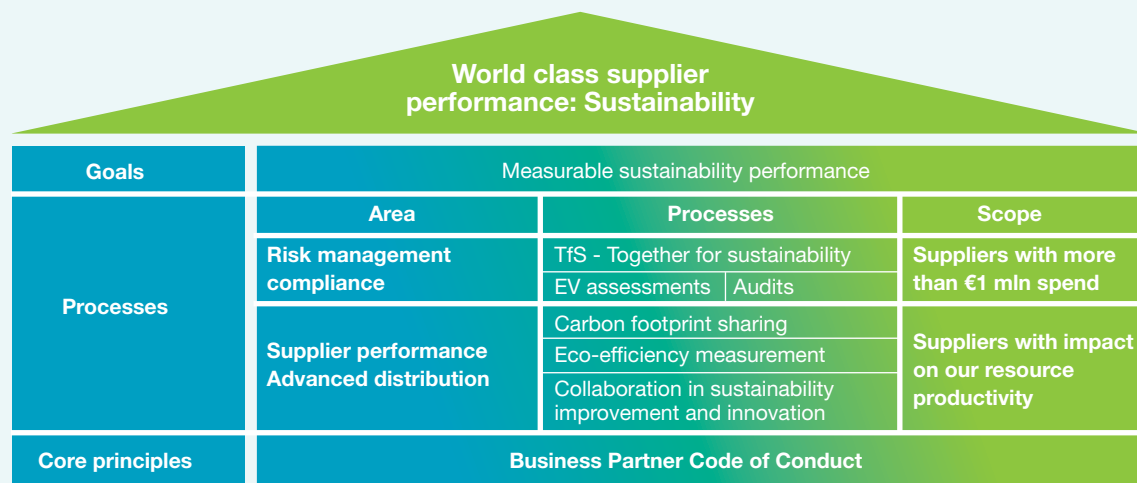 World class supplier
performance: Sustainability
Goals
Measurable sustainability performance
Processes
Area
Processes
Scope
Risk management
compliance
TfS - Together for sustainability
EV assessments
Audits
Suppliers with more
than €1 mln spend
Supplier performance
Advanced distribution
Carbon footprint sharing
Eco-efficiency measurement
Collaboration in sustainability
improvement and innovation
Suppliers with impact
on our resource
productivity
Core principles
Business Partner Code of Conduct